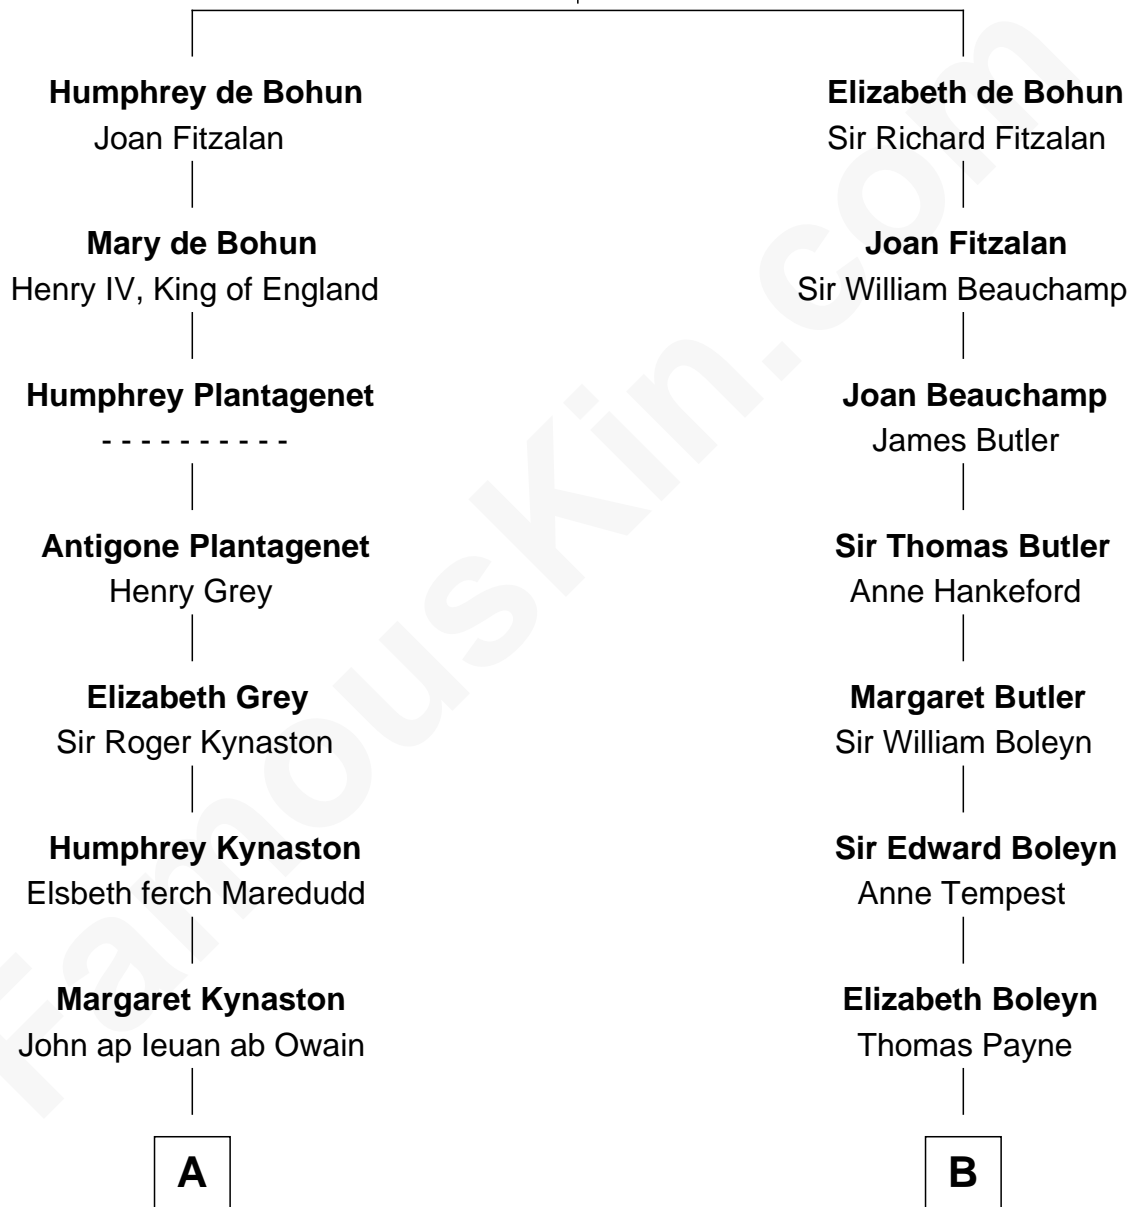 Humphrey de Bohun
Joan Fitzalan
Mary de Bohun
Henry IV, King of England
Humphrey Plantagenet
- - - - - - - - - -
Antigone Plantagenet
Henry Grey
Elizabeth Grey
Sir Roger Kynaston
Humphrey Kynaston
Elsbeth ferch Maredudd
Margaret Kynaston
John ap Ieuan ab Owain
A
Elizabeth de Bohun
Sir Richard Fitzalan
Joan Fitzalan
Sir William Beauchamp
Joan Beauchamp
James Butler
Sir Thomas Butler
Anne Hankeford
Margaret Butler
Sir William Boleyn
Sir Edward Boleyn
Anne Tempest
Elizabeth Boleyn
Thomas Payne
B
FamousKin.com